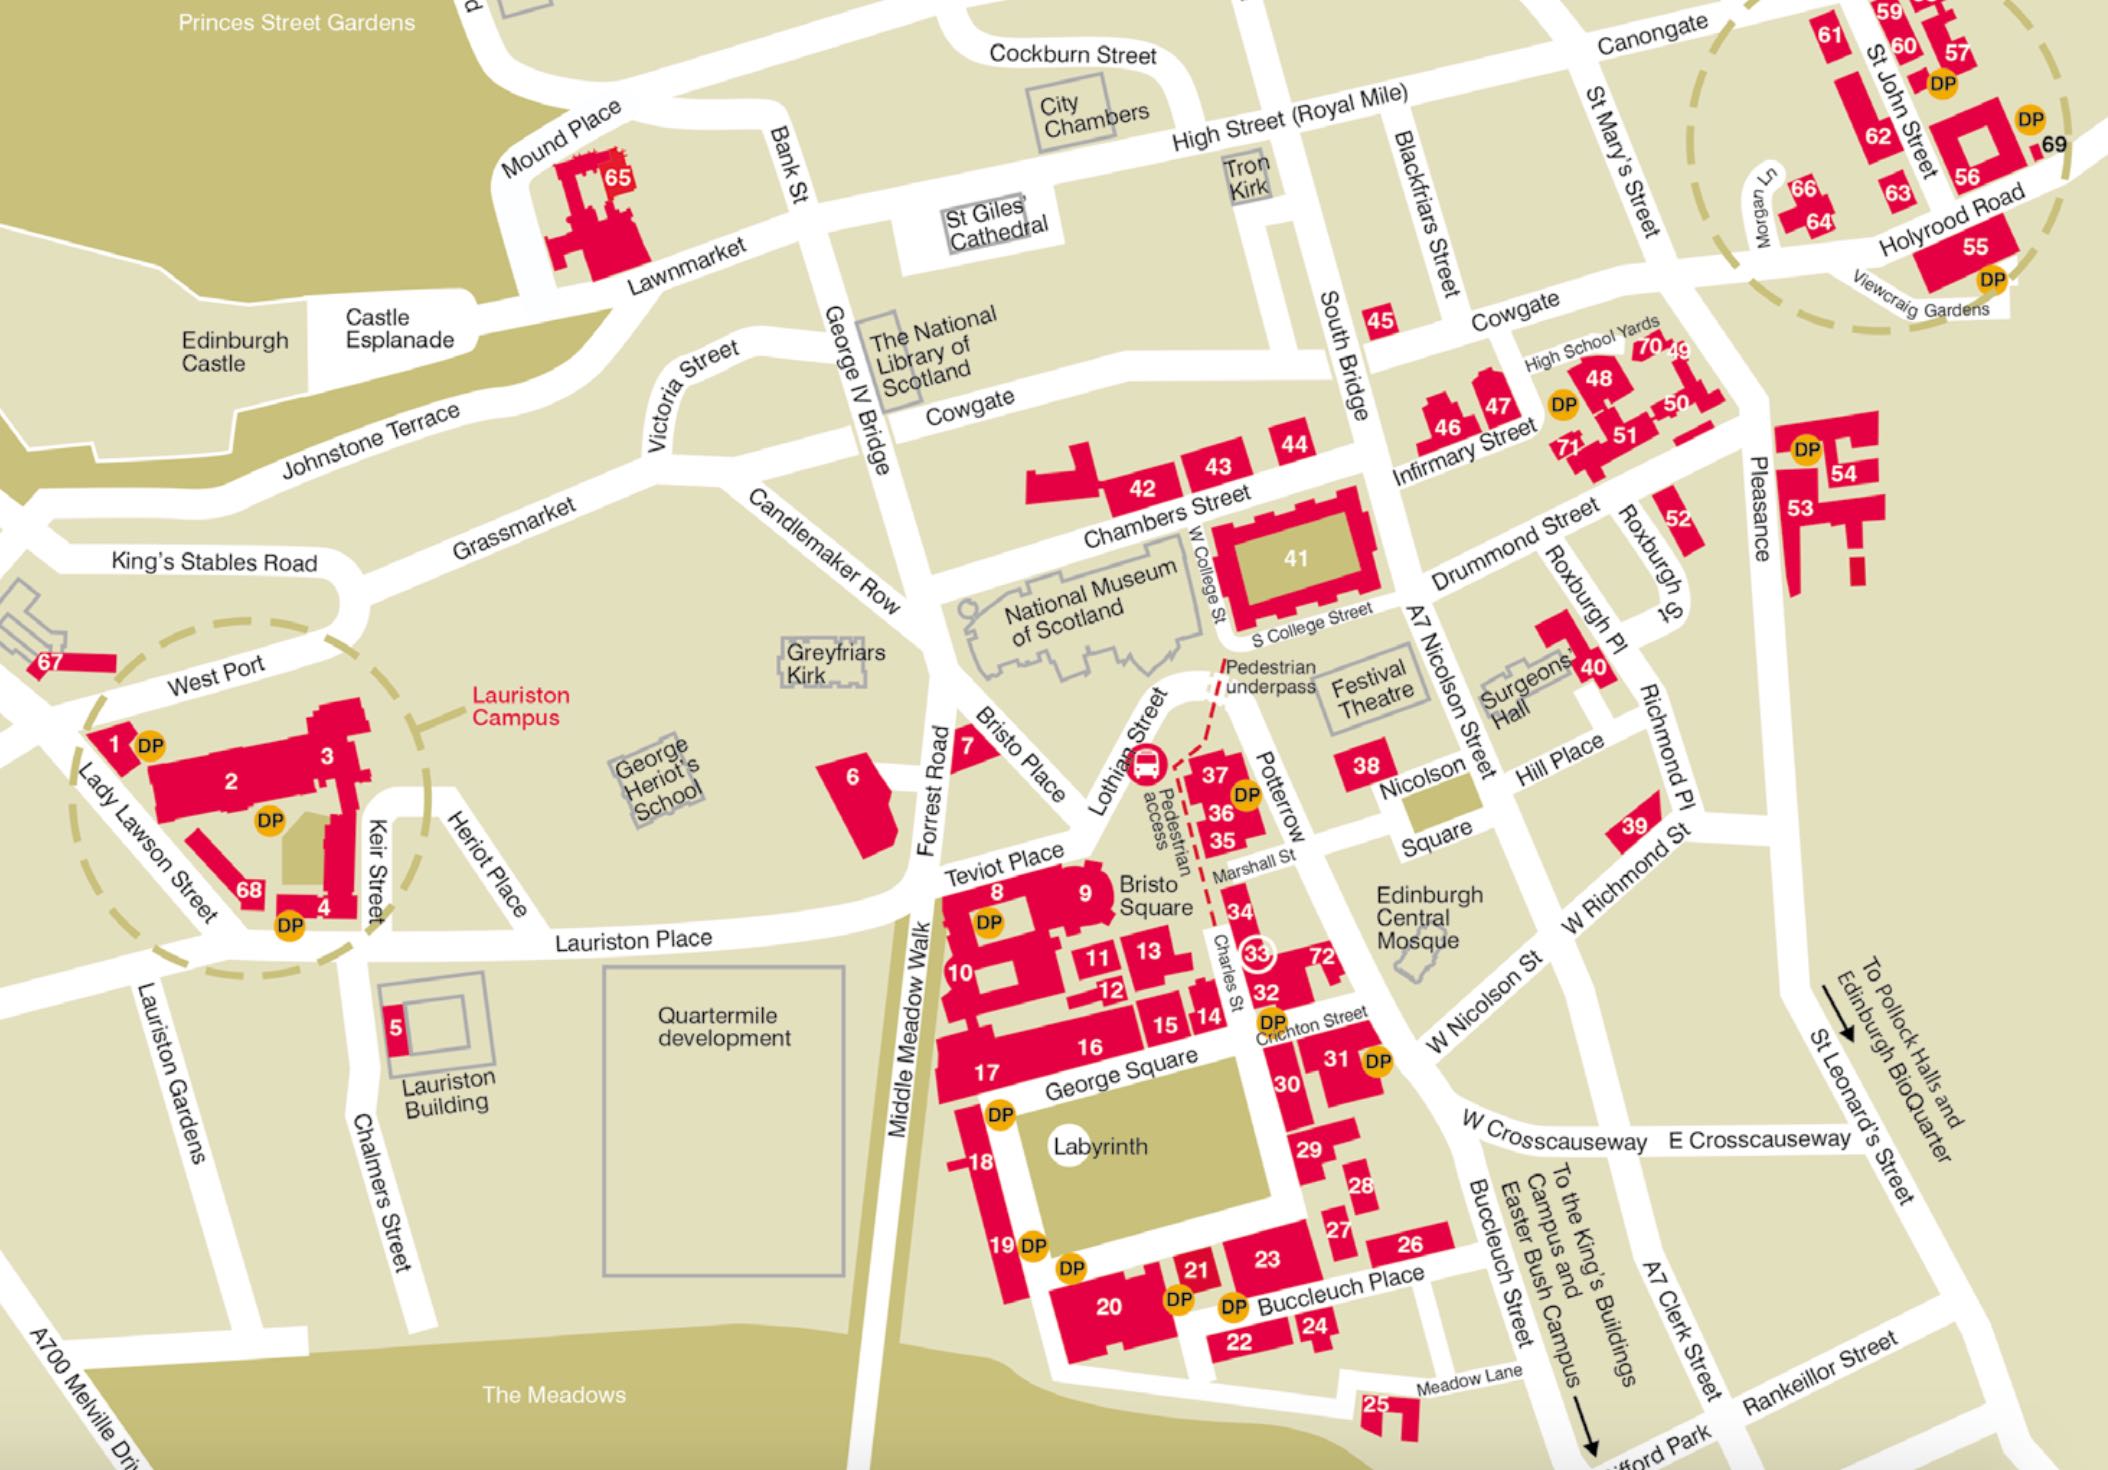 Princes Street Gardens
Cockburn Street
Canongate
City
Chambers
High Street (Royal Mile)
Mound Place
Bank St
Tron
Kirk
Blackfriars Street
St Mary's Street
St John Street
59
60
61
57
DP
62
DP
69
56
63
66
64
Morgan Ln
Holyrood Road
55
DP
Viewcraig Gardens
65
St Giles'
Cathedral
Lawnmarket
Castle
Esplanade
Edinburgh
Castle
Johnstone Terrace
Victoria Street
George IV Bridge
The National
Library of
Scotland
Cowgate
South Bridge
45
Cowgate
High School Yards
70
49
48
DP
50
51
71
47
46
Infirmary Street
44
43
42
Chambers Street
41
W College St
S College Street
Grassmarket
Candlemaker Row
King's Stables Road
National Museum
of Scotland
Drummond Street
Roxburgh St
52
Roxburgh Pl
Pleasance
DP
54
53
67
West Port
Lauriston
Campus
Greyfriars
Kirk
Pedestrian
underpass
Festival
Theatre
A7 Nicolson Street
Surgeons'
Hall
40
Richmond Pl
Hill Place
1
DP
2
3
DP
Lady Lawson Street
68
4
DP
Keir Street
Heriot Place
George
Heriot's
School
6
7
Forrest Road
Bristo Place
Lothian Street
Pedestrian
access
37
DP
36
35
Potterrow
38
Nicolson
Square
39
W Richmond St
Marshall St
Teviot Place
8
DP
9
Bristo
Square
10
11
12
13
14
15
16
17
34
33
72
32
Charles St
DP
Crichton Street
Edinburgh
Central
Mosque
W Nicolson St
Lauriston Place
Middle Meadow Walk
Lauriston Gardens
5
Lauriston
Building
Chalmers Street
Quartermile
development
George Square
DP
Labyrinth
18
19
DP
DP
31
DP
30
29
28
27
26
23
21
DP
20
DP
Buccleuch Place
22
24
W Crosscauseway
E Crosscauseway
To Pollock Halls and
Edinburgh BioQuarter
St Leonard's Street
To the King's Buildings
Campus and
Easter Bush Campus
Buccleuch Street
A7 Clerk Street
Rankeillor Street
Meadow Lane
25
The Meadows
A700 Melville Driv
ifford Park